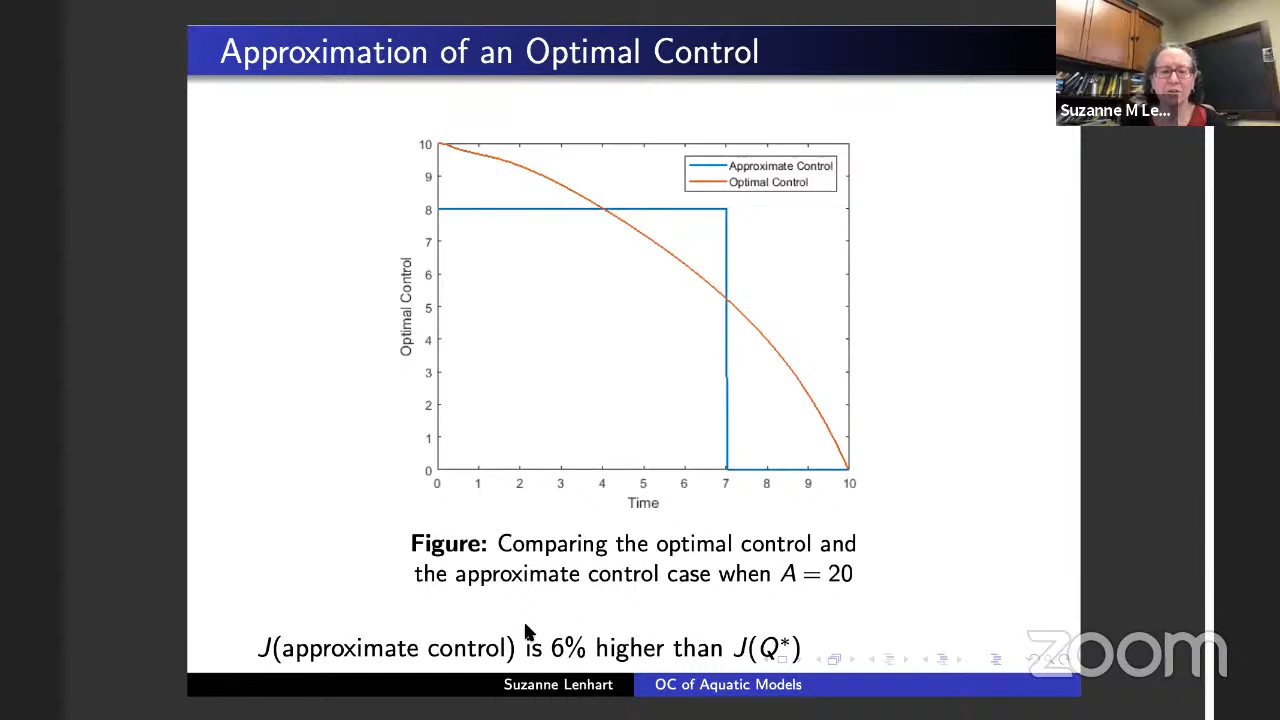 Approximation of an Optimal Control
Suzanne M Le...
Approximate Control
Optimal Control
10
9
8
7
6
5
4
3
2
1
0
Optimal Control
0 1 2 3 4 5 6 7 8 9 10
Time
Figure: Comparing the optimal control and
the approximate control case when A = 20
J(approximate control) is 6% higher than J(Q*)
zoom
Suzanne Lenhart OC of Aquatic Models